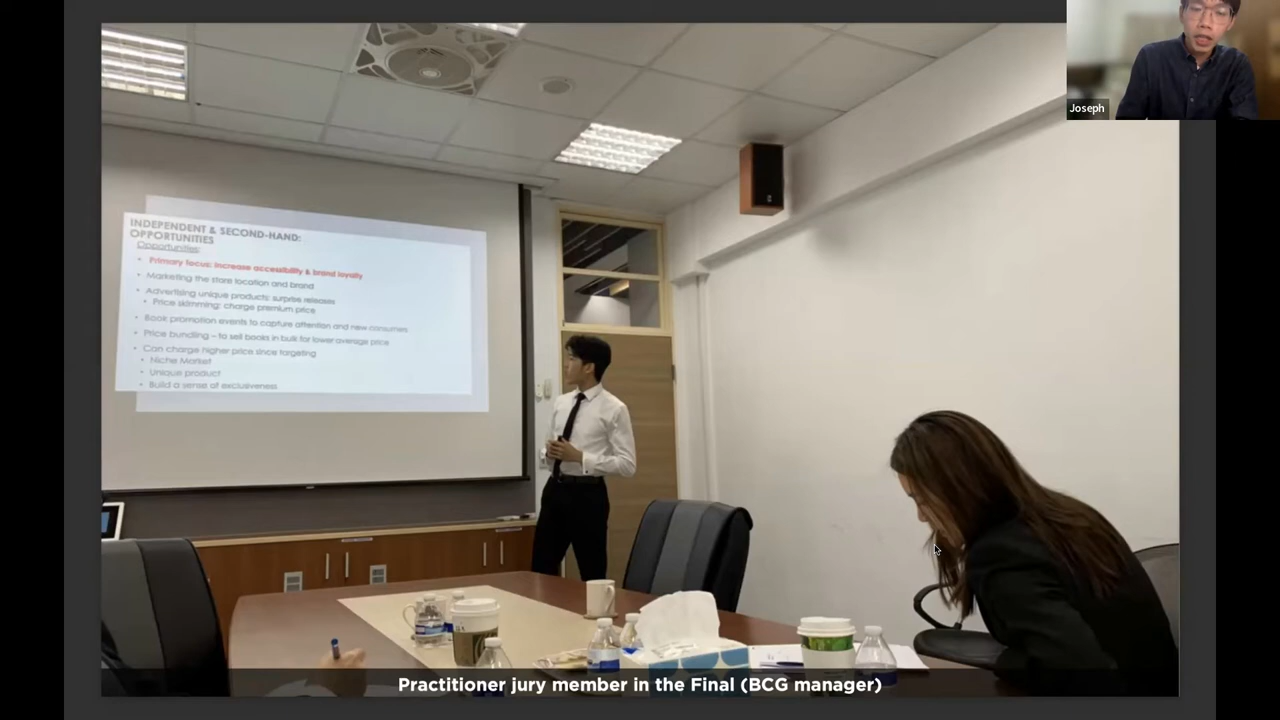 Joseph
INDEPENDENT & SECOND-HAND:
OPPORTUNITIES
Opportunities:
• Primary focus: increase accessibility & brand loyalty
• Marketing the store location and brand
• Advertising unique products: surprise releases
• Price skimming: charge premium price
• Book promotion events to capture attention and new consumers
• Price bundling – to sell books in bulk for lower average price
• Can charge higher price since targeting
• Niche Market
• Unique product
• Build a sense of exclusiveness
Practitioner jury member in the Final (BCG manager)